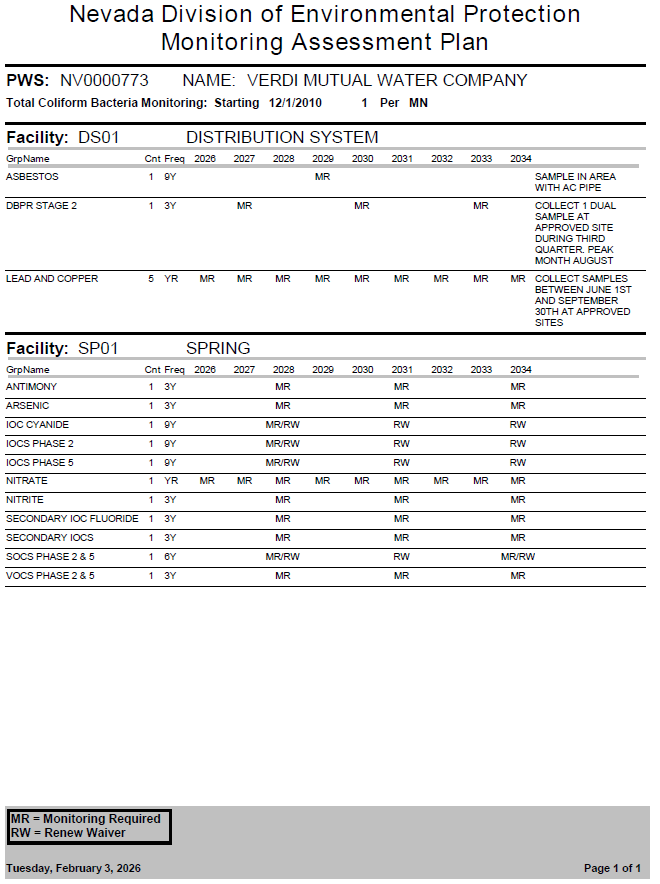 Nevada Division of Environmental Protection
Monitoring Assessment Plan
PWS: NV0000773 NAME: VERDI MUTUAL WATER COMPANY
Total Coliform Bacteria Monitoring: Starting 12/1/2010 1 Per MN
Facility: DS01 DISTRIBUTION SYSTEM
GrpName Cnt Freq 2026 2027 2028 2029 2030 2031 2032 2033 2034
ASBESTOS 1 9Y MR SAMPLE IN AREA
WITH AC PIPE
DBPR STAGE 2 1 3Y MR MR MR COLLECT 1 DUAL
SAMPLE AT
APPROVED SITE
DURING THIRD
QUARTER. PEAK
MONTH AUGUST
LEAD AND COPPER 5 YR MR MR MR MR MR MR MR MR MR COLLECT SAMPLES
BETWEEN JUNE 1ST
AND SEPTEMBER
30TH AT APPROVED
SITES
Facility: SP01 SPRING
GrpName Cnt Freq 2026 2027 2028 2029 2030 2031 2032 2033 2034
ANTIMONY 1 3Y MR MR MR
ARSENIC 1 3Y MR MR MR
IOC CYANIDE 1 9Y MR/RW RW RW
IOCS PHASE 2 1 9Y MR/RW RW RW
IOCS PHASE 5 1 9Y MR/RW RW RW
NITRATE 1 YR MR MR MR MR MR MR MR MR MR
NITRITE 1 3Y MR MR MR
SECONDARY IOC FLUORIDE 1 3Y MR MR MR
SECONDARY IOCS 1 3Y MR MR MR
SOCS PHASE 2 & 5 1 6Y MR/RW RW MR/RW
VOCS PHASE 2 & 5 1 3Y MR MR MR
MR = Monitoring Required
RW = Renew Waiver
Tuesday, February 3, 2026 Page 1 of 1